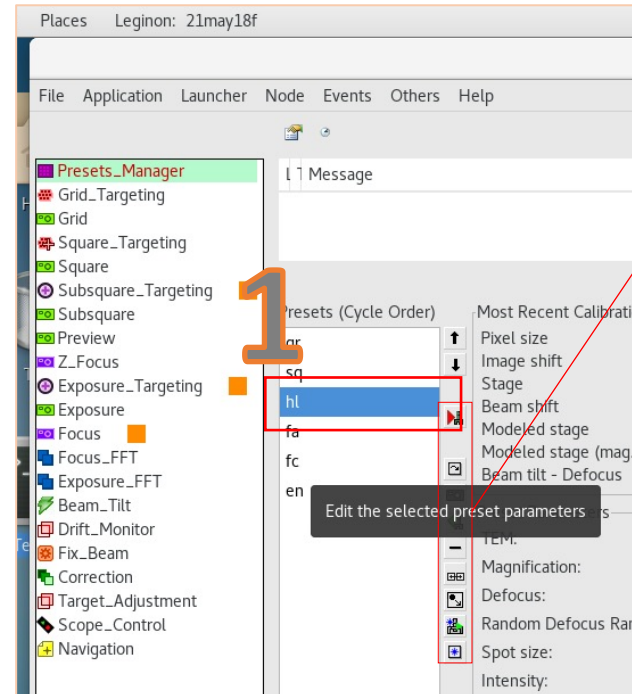 Places Leginon: 21may18f
File Application Launcher Node Events Others Help
Presets_Manager
Grid_Targeting
Grid
Square_Targeting
Square
Subsquare_Targeting
Subsquare
Preview
Z_Focus
Exposure_Targeting
Exposure
Focus
Focus_FFT
Exposure_FFT
Beam_Tilt
Drift_Monitor
Fix_Beam
Correction
Target_Adjustment
Scope_Control
Navigation
Message
1
Presets (Cycle Order)
gr
sq
hl
fa
fc
en
Edit the selected preset parameters
Most Recent Calibrati
Pixel size
Image shift
Stage
Beam shift
Modeled stage
Modeled stage (mag.
Beam tilt - Defocus
TEM:
Magnification:
Defocus:
Random Defocus Ran
Spot size:
Intensity: